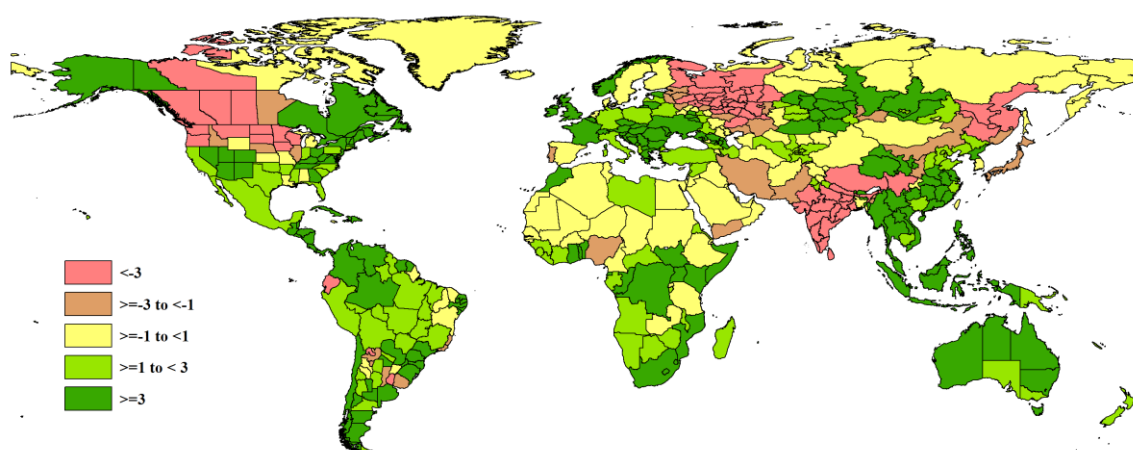 <-3
>=-3 to <-1
>=-1 to <1
>=1 to < 3
>=3